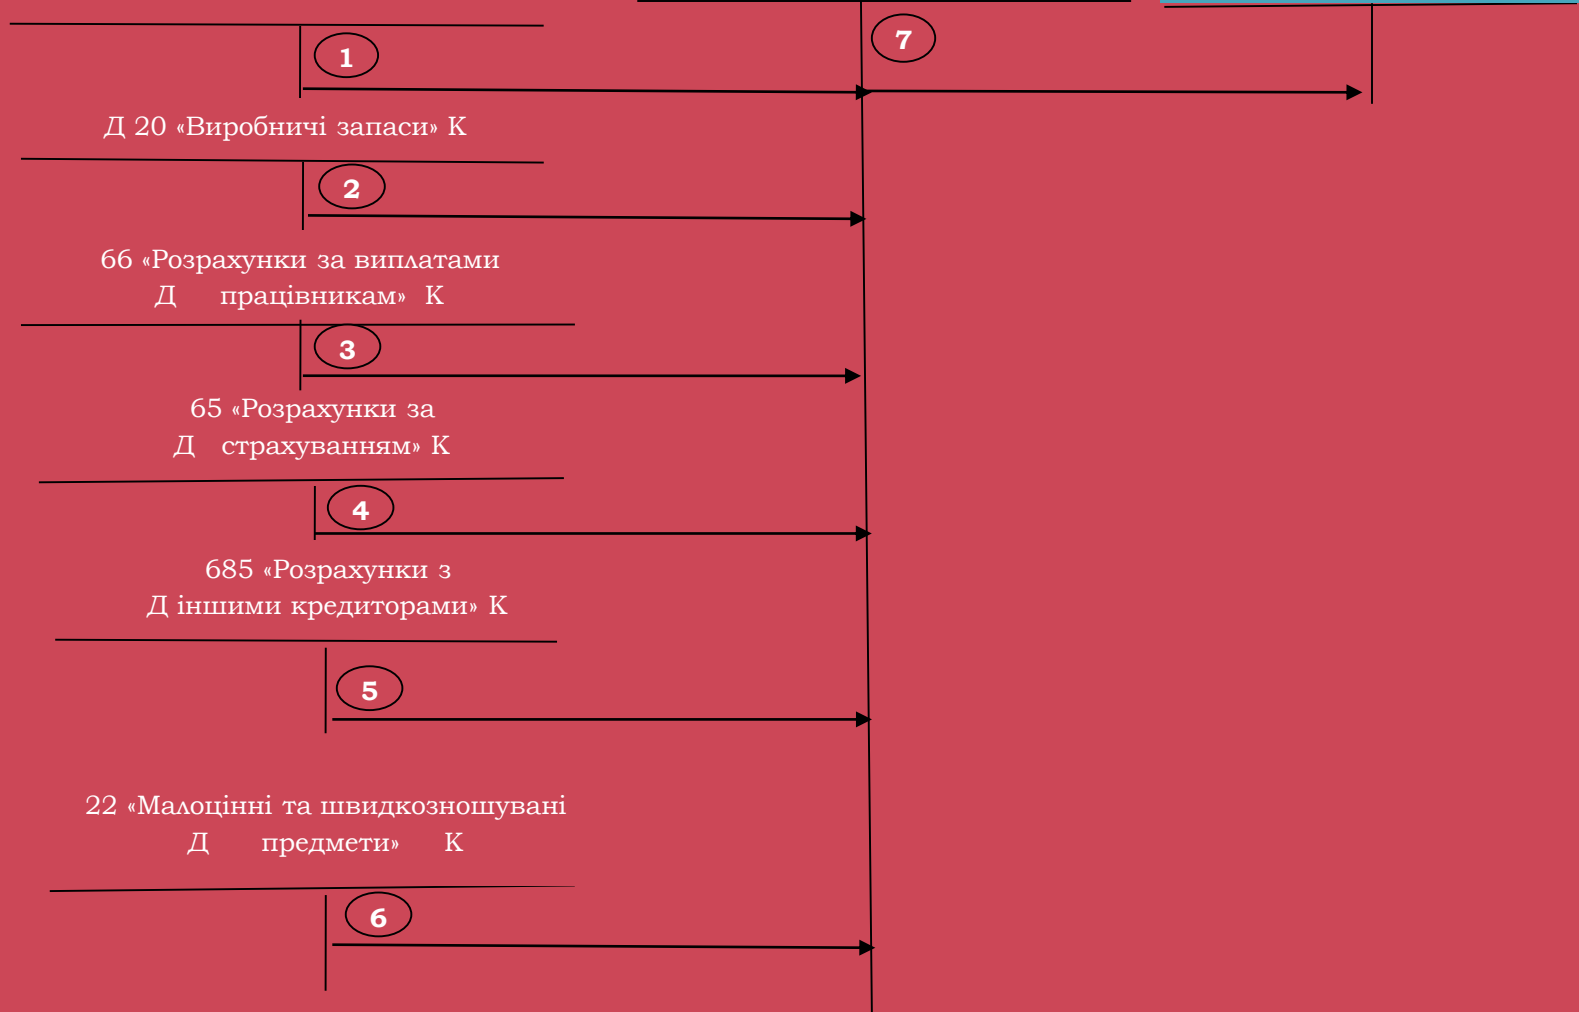 1
7
Д 20 «Виробничі запаси» К
2
66 «Розрахунки за виплатами
Д працівникам» К
3
65 «Розрахунки за
Д страхуванням» К
4
685 «Розрахунки з
Д іншими кредиторами» К
5
22 «Малоцінні та швидкозношувані
Д предмети» К
6